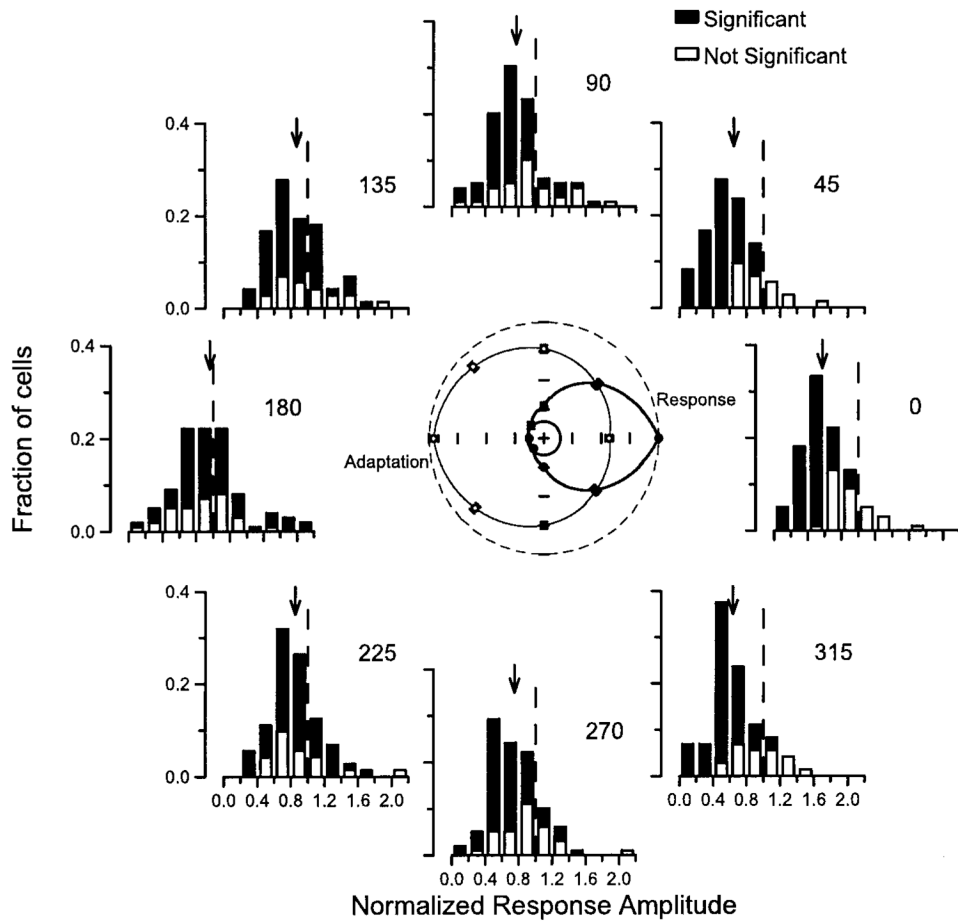 Significant
Not Significant
90
0.4
0.2
0.0
135
45
Fraction of cells
0.4
0.2
0.0
180
Adaptation
Response
0
0.4
0.2
0.0
225
0.0 0.4 0.8 1.2 1.6 2.0
270
0.0 0.4 0.8 1.2 1.6 2.0
315
0.0 0.4 0.8 1.2 1.6 2.0
Normalized Response Amplitude